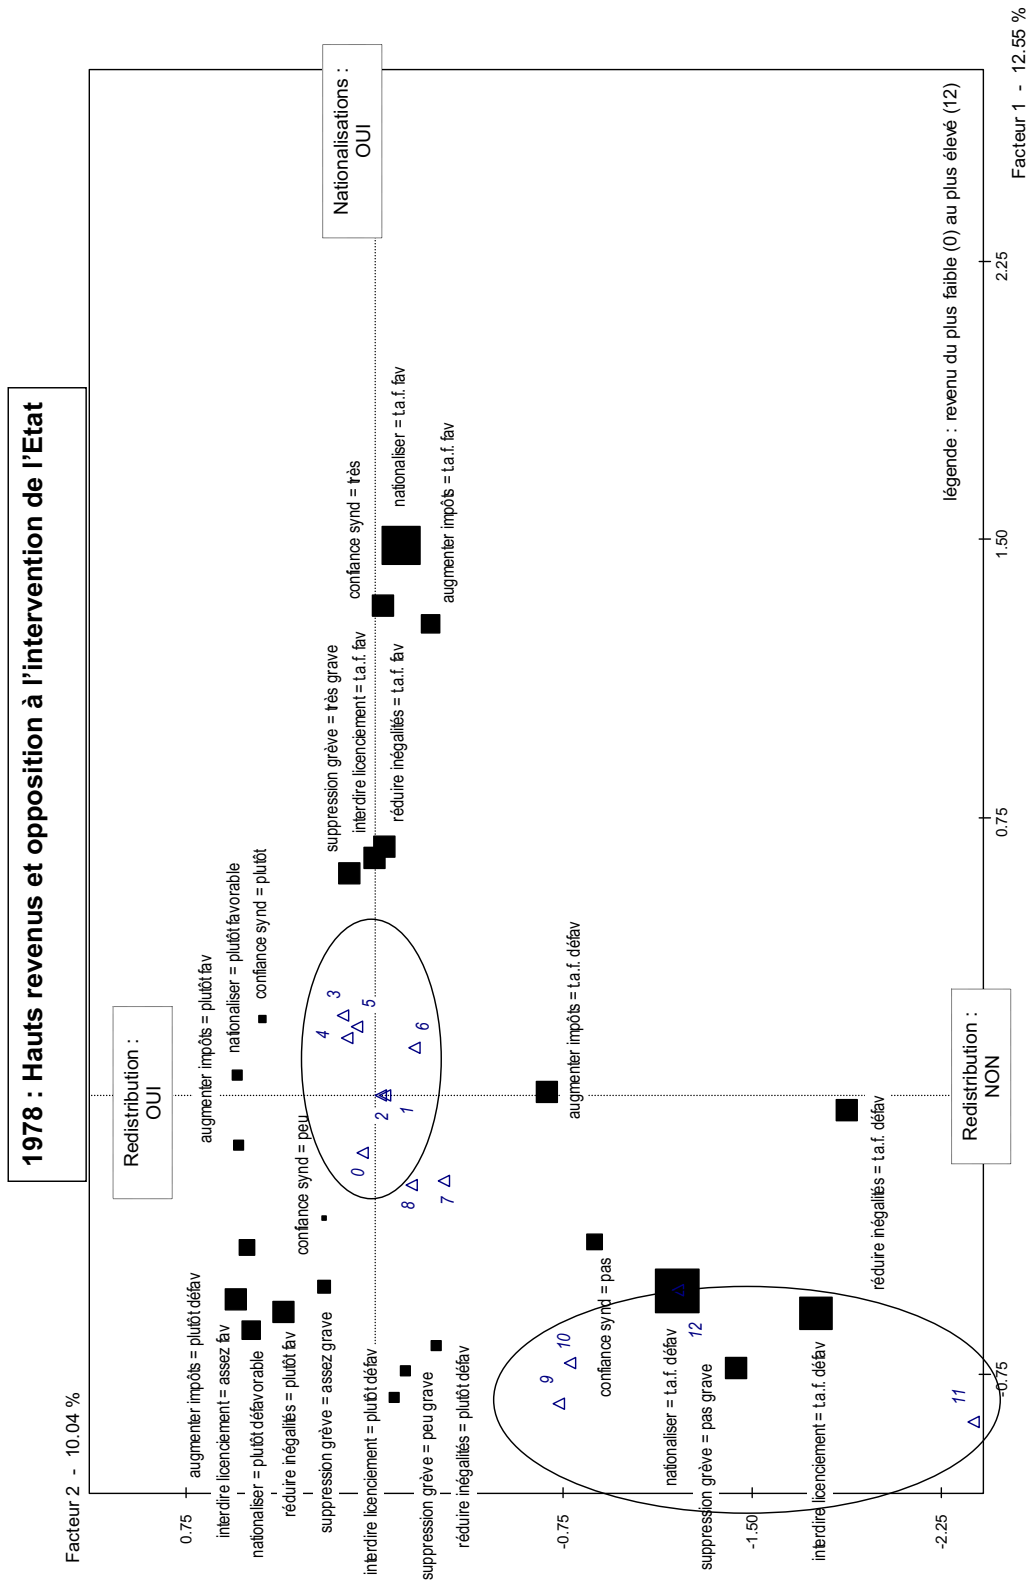 1978 : Hauts revenus et opposition à l'intervention de l'Etat
Facteur 2 - 10.04 %
Redistribution :
OUI
augmenter impôts = plutôt fav
nationaliser = plutôt favorable
confiance synd = plutôt
augmenter impôts = plutôt défav
interdire licenciement = assez fav
nationaliser = plutôt défavorable
réduire inégalités = plutôt fav
confiance synd = peu
suppression grève = assez grave
interdire licenciement = plutôt défav
suppression grève = peu grave
réduire inégalités = plutôt défav
suppression grève = très grave
interdire licenciement = t.a.f. fav
réduire inégalités = t.a.f. fav
confiance synd = très
nationaliser = t.a.f. fav
augmenter impôts = t.a.f. fav
Nationalisations :
OUI
4
3
5
6
2
1
0
8
7
9
10
12
11
augmenter impôts = t.a.f. défav
confiance synd = pas
nationaliser = t.a.f. défav
suppression grève = pas grave
interdire licenciement = t.a.f. défav
réduire inégalités = t.a.f. défav
Redistribution :
NON
légende : revenu du plus faible (0) au plus élevé (12)
0.75
-0.75
-1.50
-2.25
-0.75
0.75
1.50
2.25
Facteur 1 - 12.55 %